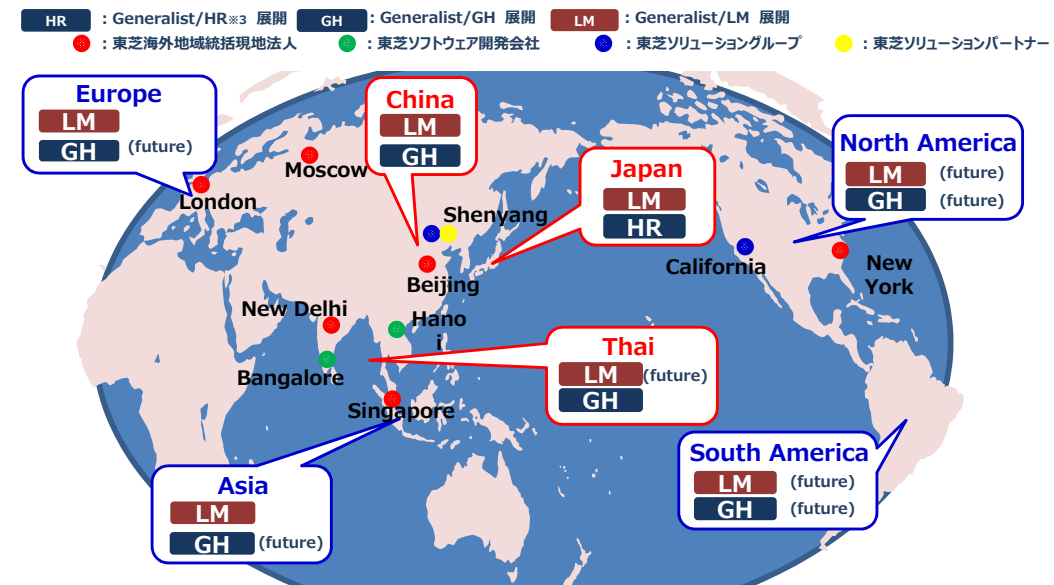 HR : Generalist/HR※3 展開 GH : Generalist/GH 展開 LM : Generalist/LM 展開
: 東芝海外地域統括現地法人 : 東芝ソフトウェア開発会社 : 東芝ソリューショングループ : 東芝ソリューションパートナー
Europe
LM
GH (future)
China
LM
GH
Japan
LM
HR
North America
LM (future)
GH (future)
Moscow
London
Shenyang
Beijing
California
New
York
New Delhi
Hano
i
Bangalore
Singapore
Thai
LM (future)
GH
Asia
LM
GH (future)
South America
LM (future)
GH (future)